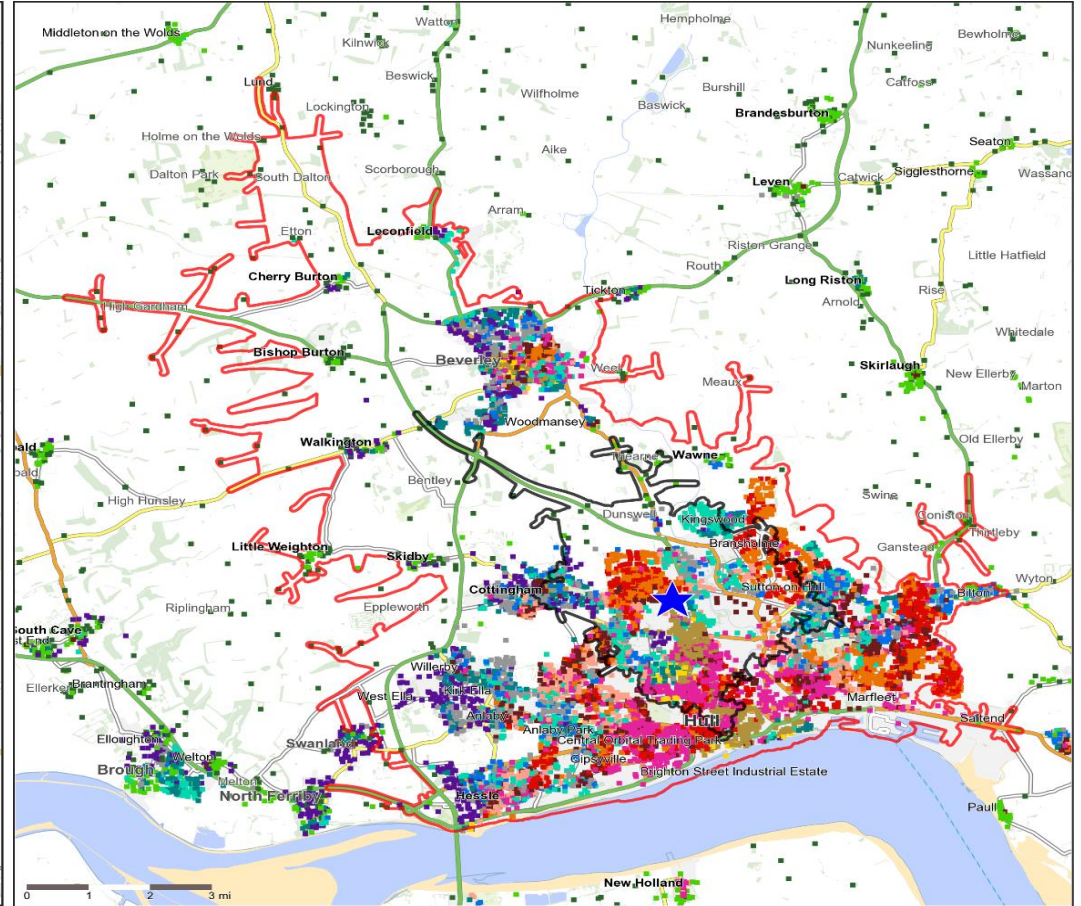 Watton
Hempholme
Middleton on the Wolds
Kilnwick
Nunkeeling
Bewholme
Beswick
Lund
Wilfholme
Burshill
Catfoss
Lockington
Baswick
Brandesburton
Holme on the Wolds
Aike
Seaton
Dalton Park
South Dalton
Scorborough
Leven
Catwick
Sigglesthorne
Wassand
Arram
Etton
Leconfield
Riston Grange
Little Hatfield
Cherry Burton
Routh
Long Riston
Tickton
Rise
High Gardham
Arnold
Whitedale
Bishop Burton
Beverley
Weel
Skirlaugh
New Ellerby
Meaux
Marton
Woodmansey
Walkington
Old Ellerby
ald
bald
Thearne
Wawne
Bentley
High Hunsley
Swine
Dunswell
Kingswood
Coniston
Thirtleby
Bransholme
Ganstead
Little Weighton
Skidby
Wyton
Cottingham
Sutton on Hull
Bilton
Riplingham
Eppleworth
South Cave
st End
Willerby
Ellerker
Brantingham
West Ella
Kirk Ella
Marfleet
Anlaby
Hull
Saltend
Elloughton
Swanland
Anlaby Park
Central Orbital Trading Park
Welton
Gipsyville
Brough
Brighton Street Industrial Estate
Melton
North Ferriby
Hessle
Paull
New Holland
0 1 2 3 mi